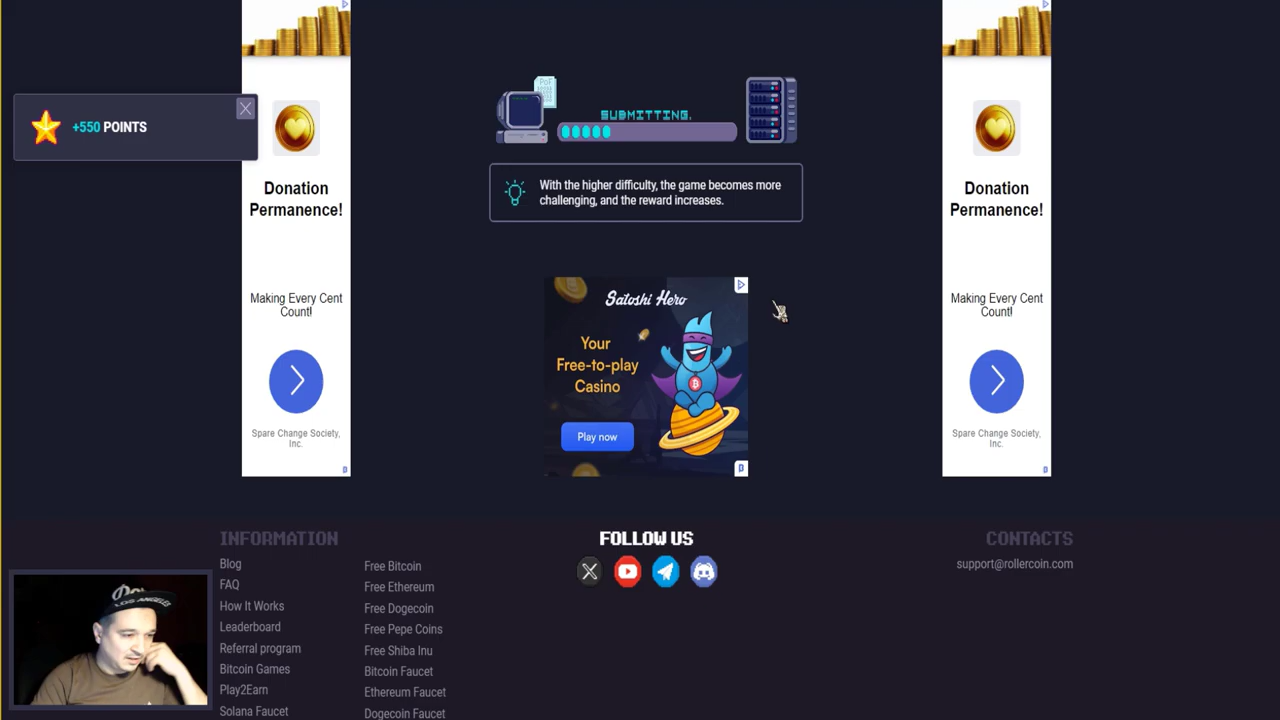 +550 POINTS
Donation
Permanence!
Making Every Cent
Count!
Spare Change Society,
Inc.
SUBMITTING.
With the higher difficulty, the game becomes more
challenging, and the reward increases.
Satoshi Hero
Your
Free-to-play
Casino
Play now
Donation
Permanence!
Making Every Cent
Count!
Spare Change Society,
Inc.
INFORMATION
Blog
FAQ
How It Works
Leaderboard
Referral program
Bitcoin Games
Play2Earn
Solana Faucet
Free Bitcoin
Free Ethereum
Free Dogecoin
Free Pepe Coins
Free Shiba Inu
Bitcoin Faucet
Ethereum Faucet
Dogecoin Faucet
FOLLOW US
CONTACTS
support@rollercoin.com
LOS ANGELES